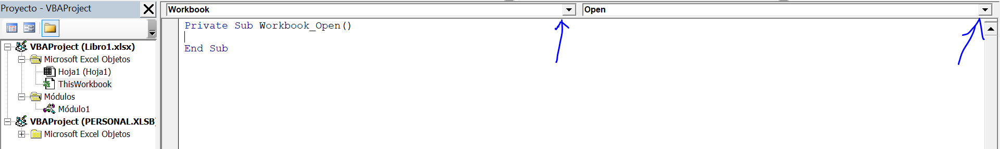 Proyecto - VBAProject
VBAProject (Libro1.xlsx)
Microsoft Excel Objetos
Hoja1 (Hoja1)
ThisWorkbook
Módulos
Módulo1
VBAProject (PERSONAL.XLSB)
Microsoft Excel Objetos
Workbook
Open
Private Sub Workbook_Open()
End Sub